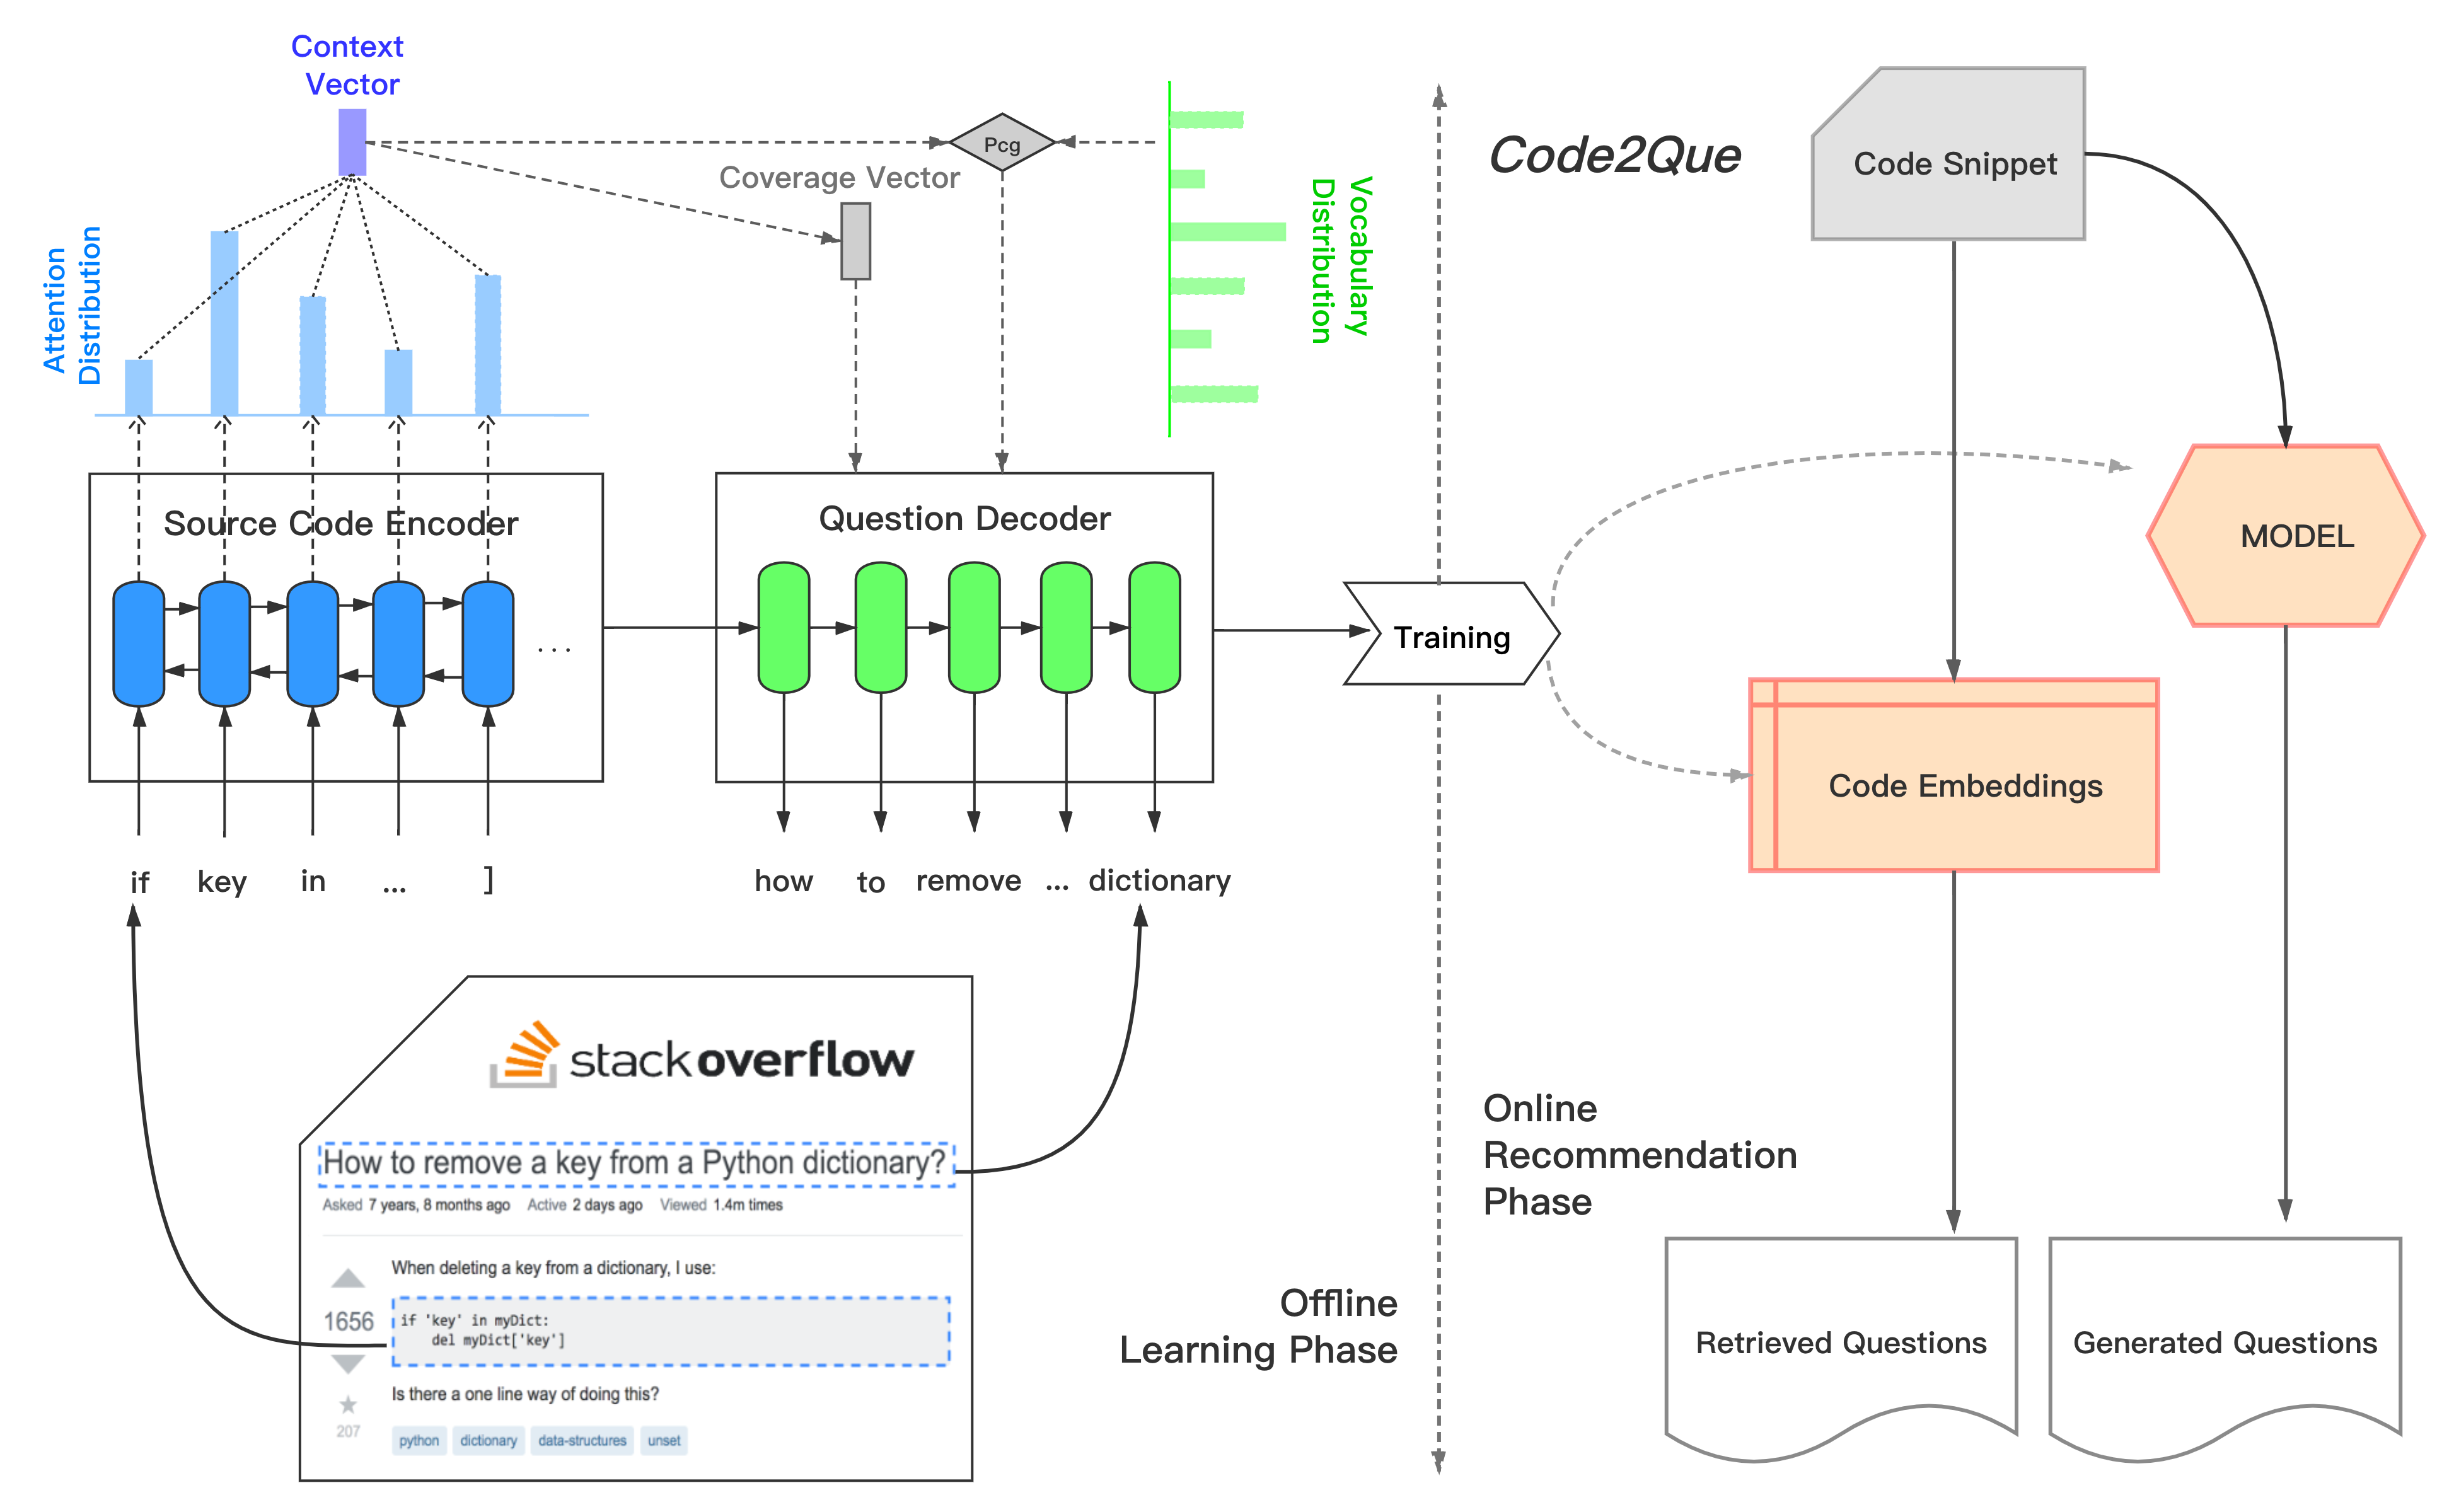 Context
Vector
Pcg
Coverage Vector
Attention
Distribution
Vocabulary
Distribution
Source Code Encoder
...
Question Decoder
if key in ... ]
how to remove ... dictionary
stackoverflow
How to remove a key from a Python dictionary?
Asked 7 years, 8 months ago Active 2 days ago Viewed 1.4m times
When deleting a key from a dictionary, I use:
1656
if 'key' in myDict:
del myDict['key']
Is there a one line way of doing this?
207
python dictionary data-structures unset
Training
Offline
Learning Phase
Code2Que
Code Snippet
MODEL
Code Embeddings
Online
Recommendation
Phase
Retrieved Questions
Generated Questions